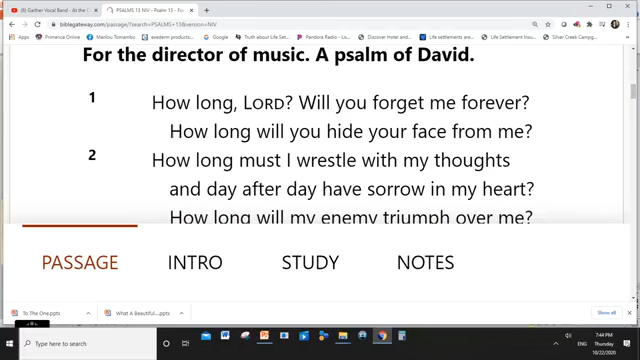 Gaither Vocal Band - At the C
PSALMS 13 NIV - Psalm 13 - For
biblegateway.com/passage/?search=PSALMS+13&version=NIV
Apps
Primerica Online
Marilou Tomambo
exederm products...
Truth about Life Set...
Pandora Radio - Lis...
Discover Hotel and...
Life settlements are...
Life Settlement Insu...
Silver Creek Campg...
For the director of music. A psalm of David.
1 How long, LORD? Will you forget me forever?
How long will you hide your face from me?
2 How long must I wrestle with my thoughts
and day after day have sorrow in my heart?
How long will my enemy triumph over me?
PASSAGE INTRO STUDY NOTES
To The One.pptx
What A Beautiful....pptx
Show all
Type here to search
ENG
7:44 PM
Thursday
10/22/2020